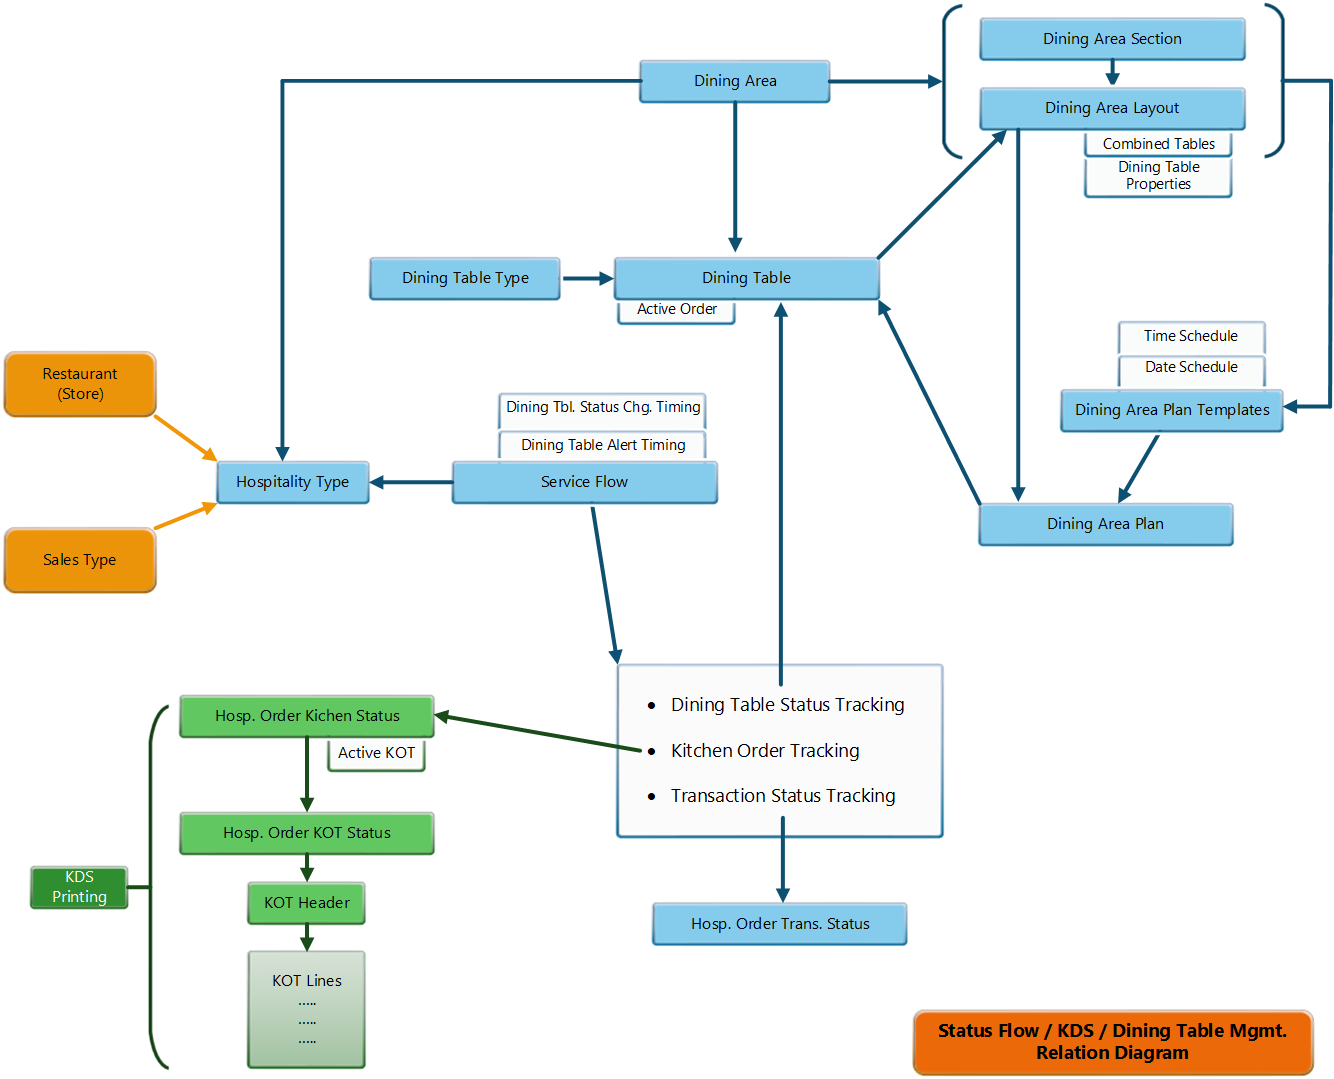 Dining Area Section
Dining Area
Dining Area Layout
Combined Tables
Dining Table
Properties
Dining Table Type
Dining Table
Active Order
Time Schedule
Date Schedule
Dining Area Plan Templates
Restaurant
(Store)
Dining Tbl. Status Chg. Timing
Dining Table Alert Timing
Hospitality Type
Service Flow
Dining Area Plan
Sales Type
• Dining Table Status Tracking
• Kitchen Order Tracking
• Transaction Status Tracking
Hosp. Order Kichen Status
Active KOT
Hosp. Order KOT Status
KDS
Printing
KOT Header
Hosp. Order Trans. Status
KOT Lines
.....
.....
.....
Status Flow / KDS / Dining Table Mgmt.
Relation Diagram